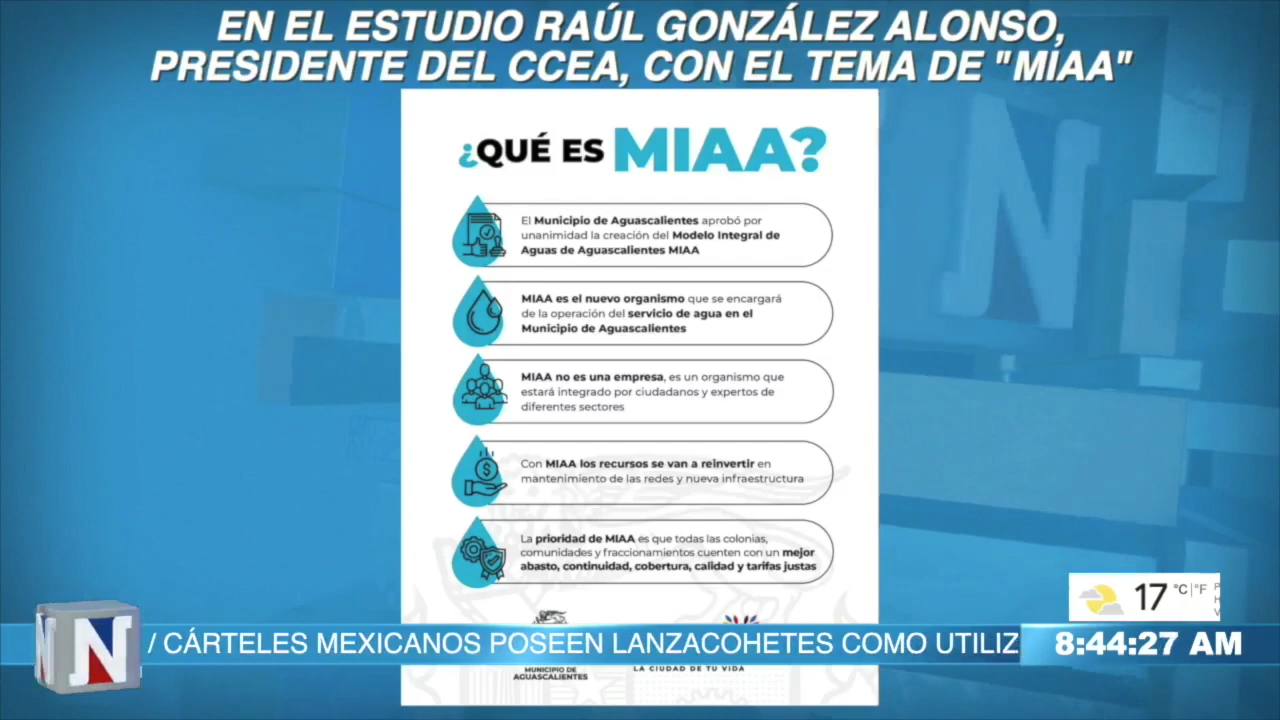 EN EL ESTUDIO RAÚL GONZÁLEZ ALONSO,
PRESIDENTE DEL CCEA, CON EL TEMA DE "MIAA"
¿QUÉ ES MIAA?
El Municipio de Aguascalientes aprobó por
unanimidad la creación del Modelo Integral de
Aguas de Aguascalientes MIAA
MIAA es el nuevo organismo que se encargará
de la operación del servicio de agua en el
Municipio de Aguascalientes
MIAA no es una empresa, es un organismo que
estará integrado por ciudadanos y expertos de
diferentes sectores
Con MIAA los recursos se van a reinvertir en
mantenimiento de las redes y nueva infraestructura
La prioridad de MIAA es que todas las colonias,
comunidades y fraccionamientos cuenten con un mejor
abasto, continuidad, cobertura, calidad y tarifas justas
17 °C|°F
N / CÁRTELES MEXICANOS POSEEN LANZACOHETES COMO UTILIZ
8:44:27 AM
MUNICIPIO DE
AGUASCALIENTES
LA CIUDAD DE TU VIDA